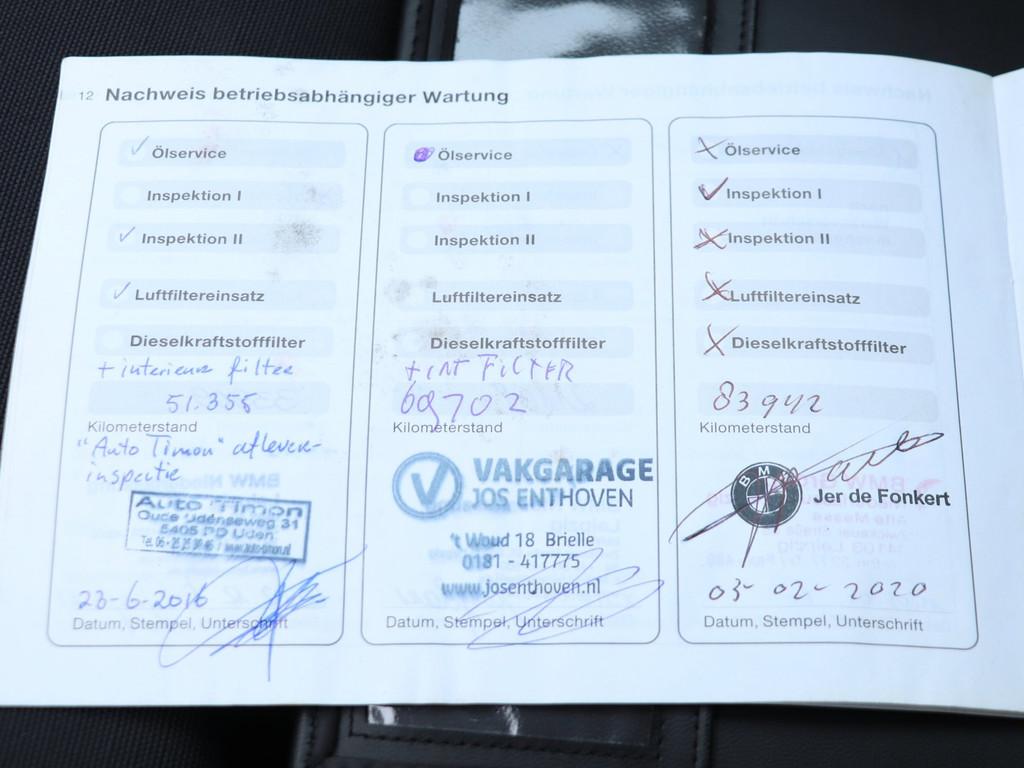 12 Nachweis betriebsabhängiger Wartung
Ölservice
Inspektion I
Inspektion II
Luftfiltereinsatz
Dieselkraftstofffilter
+ interieur filter
51.355
Kilometerstand
"Auto Timon" aflever-
inspectie
AUTO Timon
Oude Udenseweg 31
5405 PD Uden
23-6-2016
Datum, Stempel, Unterschrift
Ölservice
Inspektion I
Inspektion II
Luftfiltereinsatz
Dieselkraftstofffilter
+ INT FILTER
69702
Kilometerstand
VAKGARAGE
JOS ENTHOVEN
't Woud 18 Brielle
0181 - 417775
www.josenthoven.nl
Datum, Stempel, Unterschrift
Ölservice
Inspektion I
Inspektion II
Luftfiltereinsatz
Dieselkraftstofffilter
83942
Kilometerstand
BMW
Jer de Fonkert
03-02-2020
Datum, Stempel, Unterschrift